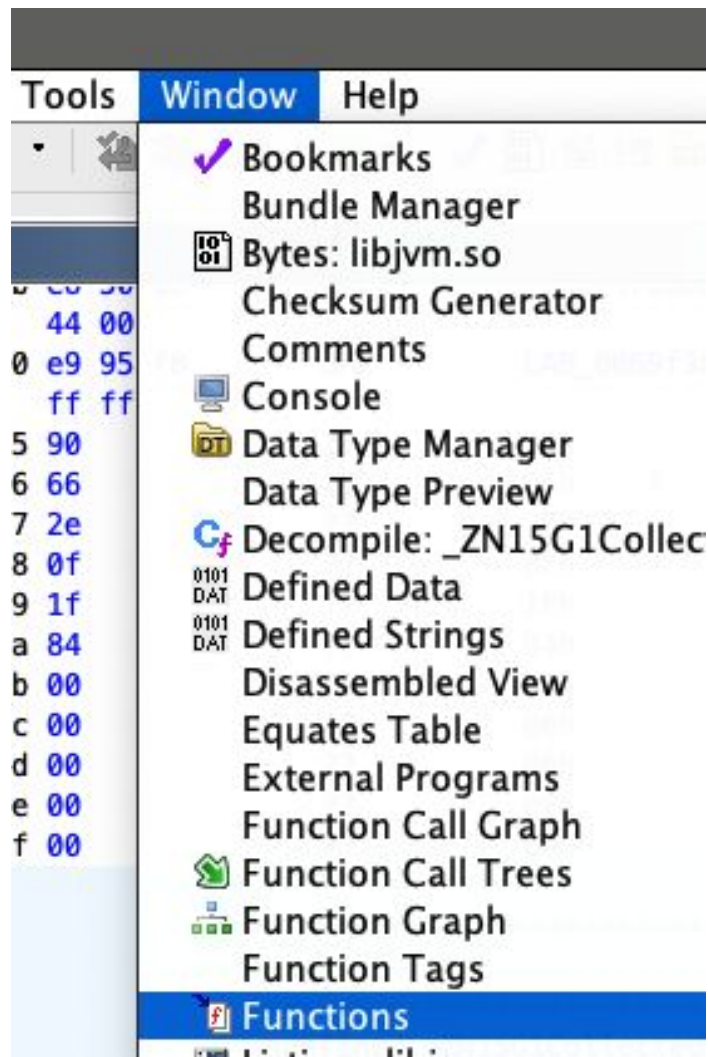 Tools Window Help
Bookmarks
Bundle Manager
Bytes: libjvm.so
Checksum Generator
44 00
Comments
0 e9 95
Console
ff ff
Data Type Manager
5 90
Data Type Preview
6 66
7 2e
Decompile: _ZN15G1Collect
8 0f
Defined Data
9 1f
Defined Strings
a 84
Disassembled View
b 00
Equates Table
c 00
External Programs
d 00
Function Call Graph
e 00
f 00
Function Call Trees
Function Graph
Function Tags
Functions